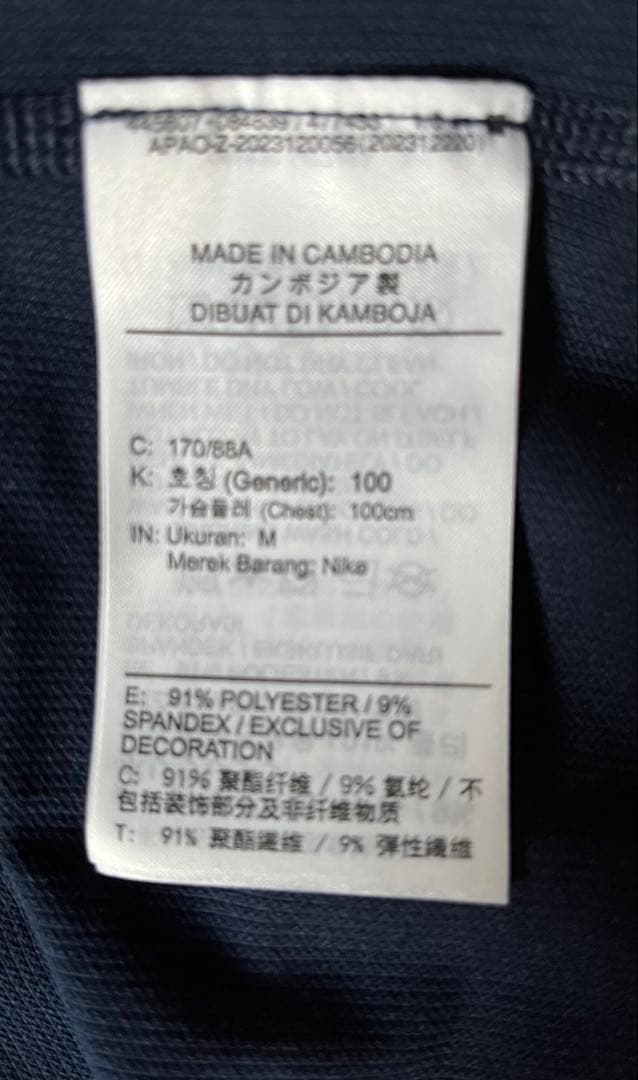 APAO-Z-2023120056(202312220)
MADE IN CAMBODIA
カンボジア製
DIBUAT DI KAMBOJA
C: 170/88A
K: 호칭 (Generic): 100
가슴둘레 (Chest): 100cm
IN: Ukuran: M
Merek Barang: Nike
E: 91% POLYESTER / 9%
SPANDEX / EXCLUSIVE OF
DECORATION
C: 91% 聚酯纤维 / 9% 氨纶 / 不
包括装饰部分及非纤维物质
T: 91% 聚酯纖維 / 9% 彈性纖維